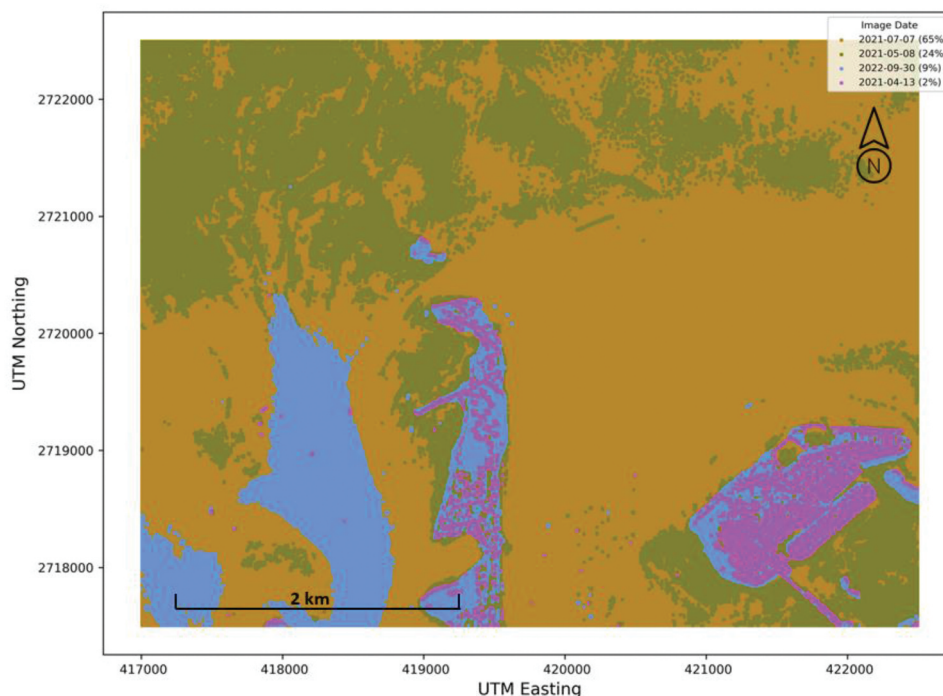 Image Date
2021-07-07 (65%
2021-05-08 (24%
2022-09-30 (9%)
2021-04-13 (2%)
N
2722000
2721000
2720000
2719000
2718000
UTM Northing
2 km
417000 418000 419000 420000 421000 422000
UTM Easting